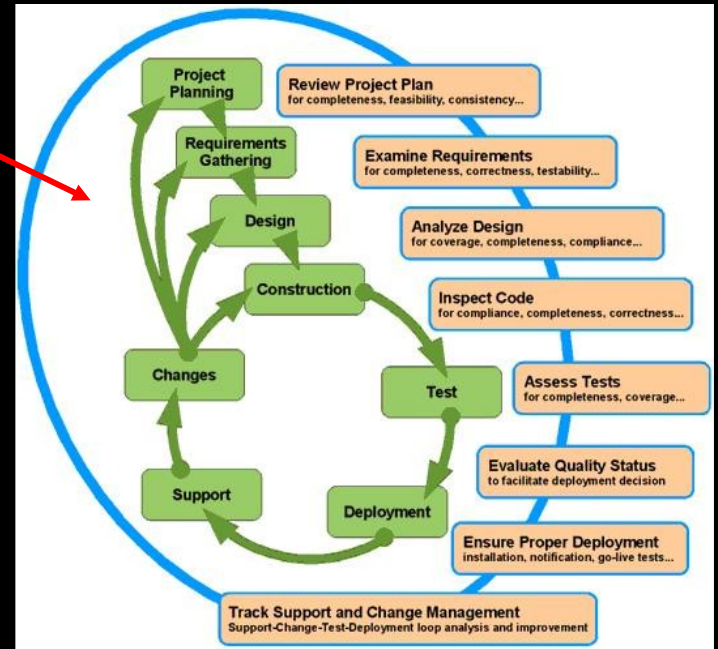 Project
Planning
Requirements
Gathering
Design
Construction
Changes
Test
Support
Deployment
Review Project Plan
for completeness, feasibility, consistency...
Examine Requirements
for completeness, correctness, testability...
Analyze Design
for coverage, completeness, compliance...
Inspect Code
for compliance, completeness, correctness...
Assess Tests
for completeness, coverage...
Evaluate Quality Status
to facilitate deployment decision
Ensure Proper Deployment
installation, notification, go-live tests...
Track Support and Change Management
Support-Change-Test-Deployment loop analysis and improvement